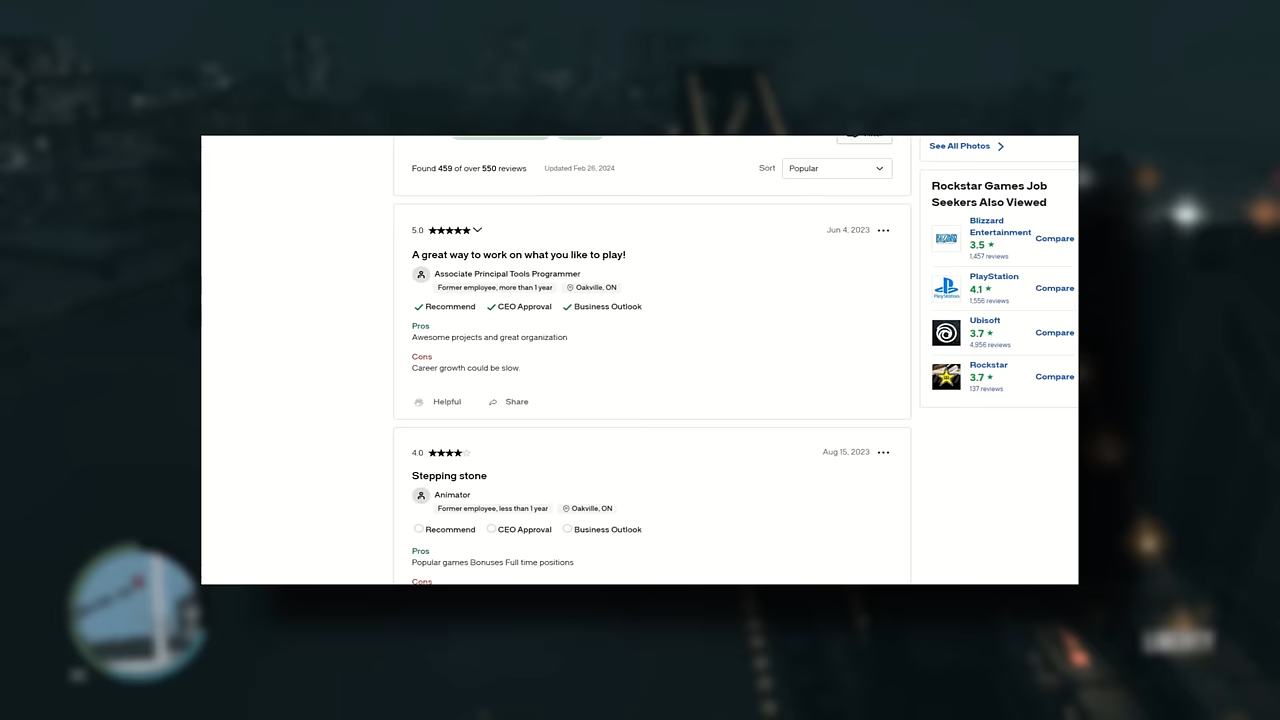 See All Photos
Found 459 of over 550 reviews
Updated Feb 26, 2024
Sort
Popular
Rockstar Games Job
Seekers Also Viewed
Blizzard
Entertainment
3.5 ★
1,457 reviews
Compare
PlayStation
4.1 ★
1,556 reviews
Compare
Ubisoft
3.7 ★
4,956 reviews
Compare
Rockstar
3.7 ★
137 reviews
Compare
5.0 ★★★★★
Jun 4, 2023
A great way to work on what you like to play!
Associate Principal Tools Programmer
Former employee, more than 1 year
Oakville, ON
Recommend
CEO Approval
Business Outlook
Pros
Awesome projects and great organization
Cons
Career growth could be slow.
Helpful
Share
4.0 ★★★★☆
Aug 15, 2023
Stepping stone
Animator
Former employee, less than 1 year
Oakville, ON
Recommend
CEO Approval
Business Outlook
Pros
Popular games Bonuses Full time positions
Cons